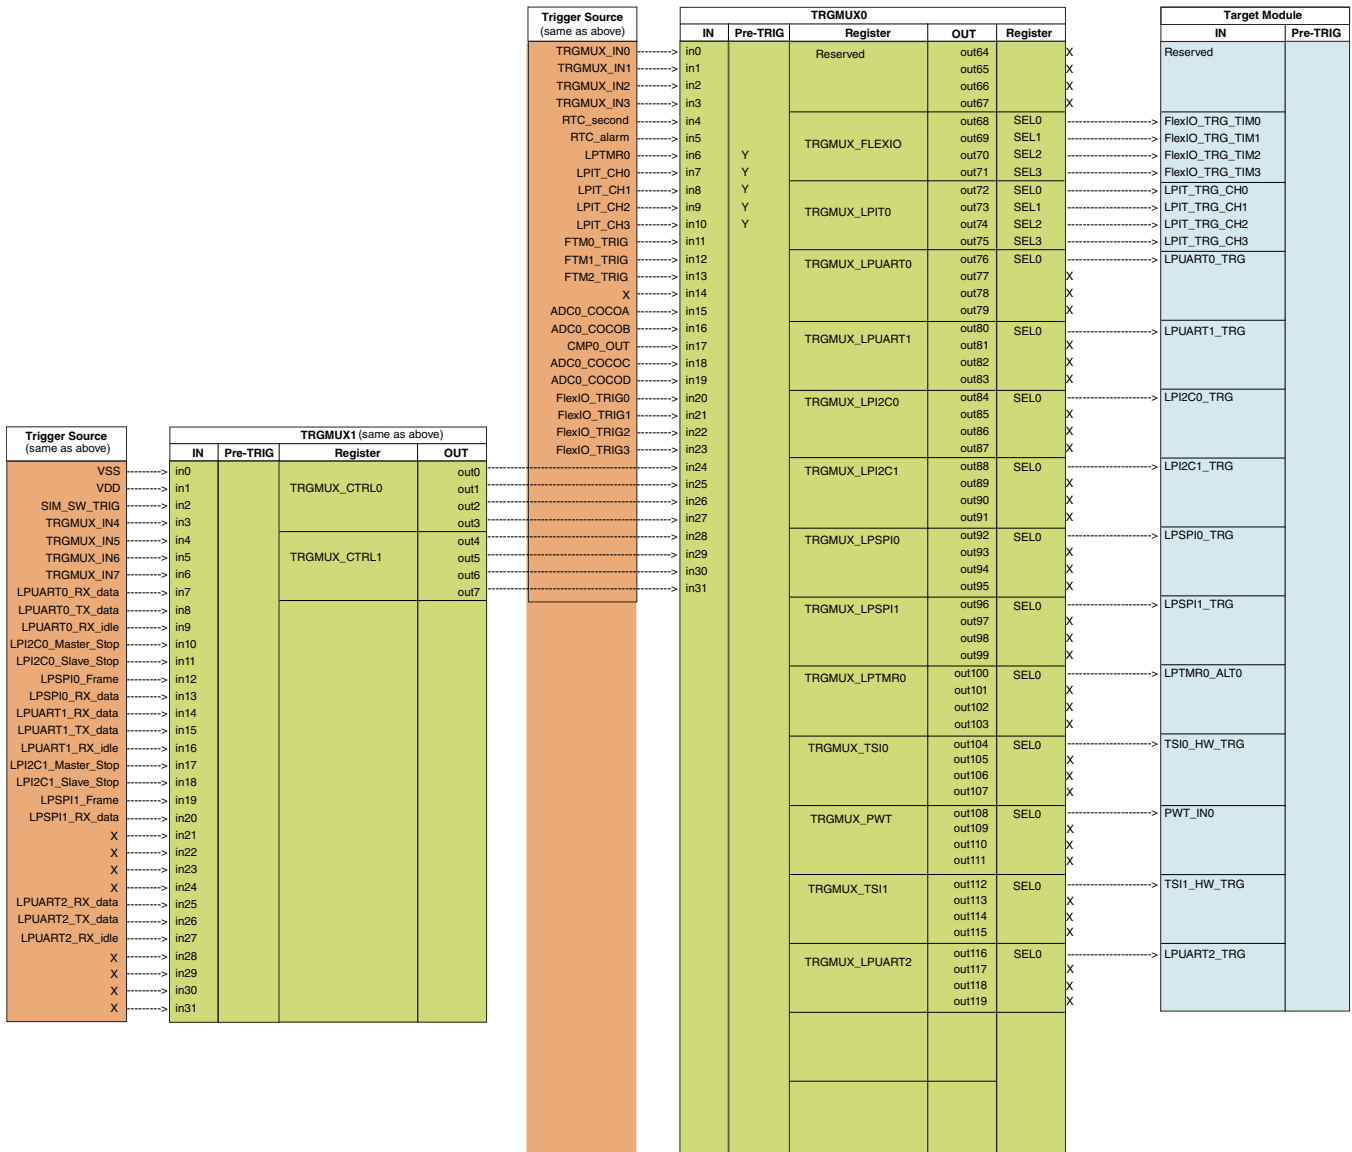 Trigger Source
(same as above)
TRGMUX0
Target Module
IN Pre-TRIG Register OUT Register
IN Pre-TRIG
TRGMUX_IN0 --------> in0 Reserved out64 X Reserved
TRGMUX_IN1 --------> in1 out65 X
TRGMUX_IN2 --------> in2 out66 X
TRGMUX_IN3 --------> in3 out67 X
RTC_second --------> in4 out68 SEL0 --------> FlexIO_TRG_TIM0
RTC_alarm --------> in5 TRGMUX_FLEXIO out69 SEL1 --------> FlexIO_TRG_TIM1
LPTMR0 --------> in6 Y out70 SEL2 --------> FlexIO_TRG_TIM2
LPIT_CH0 --------> in7 Y out71 SEL3 --------> FlexIO_TRG_TIM3
LPIT_CH1 --------> in8 Y out72 SEL0 --------> LPIT_TRG_CH0
LPIT_CH2 --------> in9 Y TRGMUX_LPIT0 out73 SEL1 --------> LPIT_TRG_CH1
LPIT_CH3 --------> in10 Y out74 SEL2 --------> LPIT_TRG_CH2
FTM0_TRIG --------> in11 out75 SEL3 --------> LPIT_TRG_CH3
FTM1_TRIG --------> in12 TRGMUX_LPUART0 out76 SEL0 --------> LPUART0_TRG
FTM2_TRIG --------> in13 out77 X
X --------> in14 out78 X
ADC0_COCOA --------> in15 out79 X
ADC0_COCOB --------> in16 TRGMUX_LPUART1 out80 SEL0 --------> LPUART1_TRG
CMP0_OUT --------> in17 out81 X
ADC0_COCOC --------> in18 out82 X
ADC0_COCOD --------> in19 out83 X
FlexIO_TRIG0 --------> in20 TRGMUX_LPI2C0 out84 SEL0 --------> LPI2C0_TRG
FlexIO_TRIG1 --------> in21 out85 X
FlexIO_TRIG2 --------> in22 out86 X
FlexIO_TRIG3 --------> in23 out87 X
Trigger Source
(same as above)
TRGMUX1 (same as above)
IN Pre-TRIG Register OUT
VSS --------> in0 out0 --------> in24 TRGMUX_LPI2C1 out88 SEL0 --------> LPI2C1_TRG
VDD --------> in1 TRGMUX_CTRL0 out1 --------> in25 out89 X
SIM_SW_TRIG --------> in2 out2 --------> in26 out90 X
TRGMUX_IN4 --------> in3 out3 --------> in27 out91 X
TRGMUX_IN5 --------> in4 out4 --------> in28 TRGMUX_LPSPI0 out92 SEL0 --------> LPSPI0_TRG
TRGMUX_IN6 --------> in5 TRGMUX_CTRL1 out5 --------> in29 out93 X
TRGMUX_IN7 --------> in6 out6 --------> in30 out94 X
LPUART0_RX_data --------> in7 out7 --------> in31 out95 X
LPUART0_TX_data --------> in8 TRGMUX_LPSPI1 out96 SEL0 --------> LPSPI1_TRG
LPUART0_RX_idle --------> in9 out97 X
LPI2C0_Master_Stop --------> in10 out98 X
LPI2C0_Slave_Stop --------> in11 out99 X
LPSPI0_Frame --------> in12 TRGMUX_LPTMR0 out100 SEL0 --------> LPTMR0_ALT0
LPSPI0_RX_data --------> in13 out101 X
LPUART1_RX_data --------> in14 out102 X
LPUART1_TX_data --------> in15 out103 X
LPUART1_RX_idle --------> in16 TRGMUX_TSI0 out104 SEL0 --------> TSI0_HW_TRG
LPI2C1_Master_Stop --------> in17 out105 X
LPI2C1_Slave_Stop --------> in18 out106 X
LPSPI1_Frame --------> in19 out107 X
LPSPI1_RX_data --------> in20 TRGMUX_PWT out108 SEL0 --------> PWT_IN0
X --------> in21 out109 X
X --------> in22 out110 X
X --------> in23 out111 X
X --------> in24 TRGMUX_TSI1 out112 SEL0 --------> TSI1_HW_TRG
LPUART2_RX_data --------> in25 out113 X
LPUART2_TX_data --------> in26 out114 X
LPUART2_RX_idle --------> in27 out115 X
X --------> in28 TRGMUX_LPUART2 out116 SEL0 --------> LPUART2_TRG
X --------> in29 out117 X
X --------> in30 out118 X
X --------> in31 out119 X